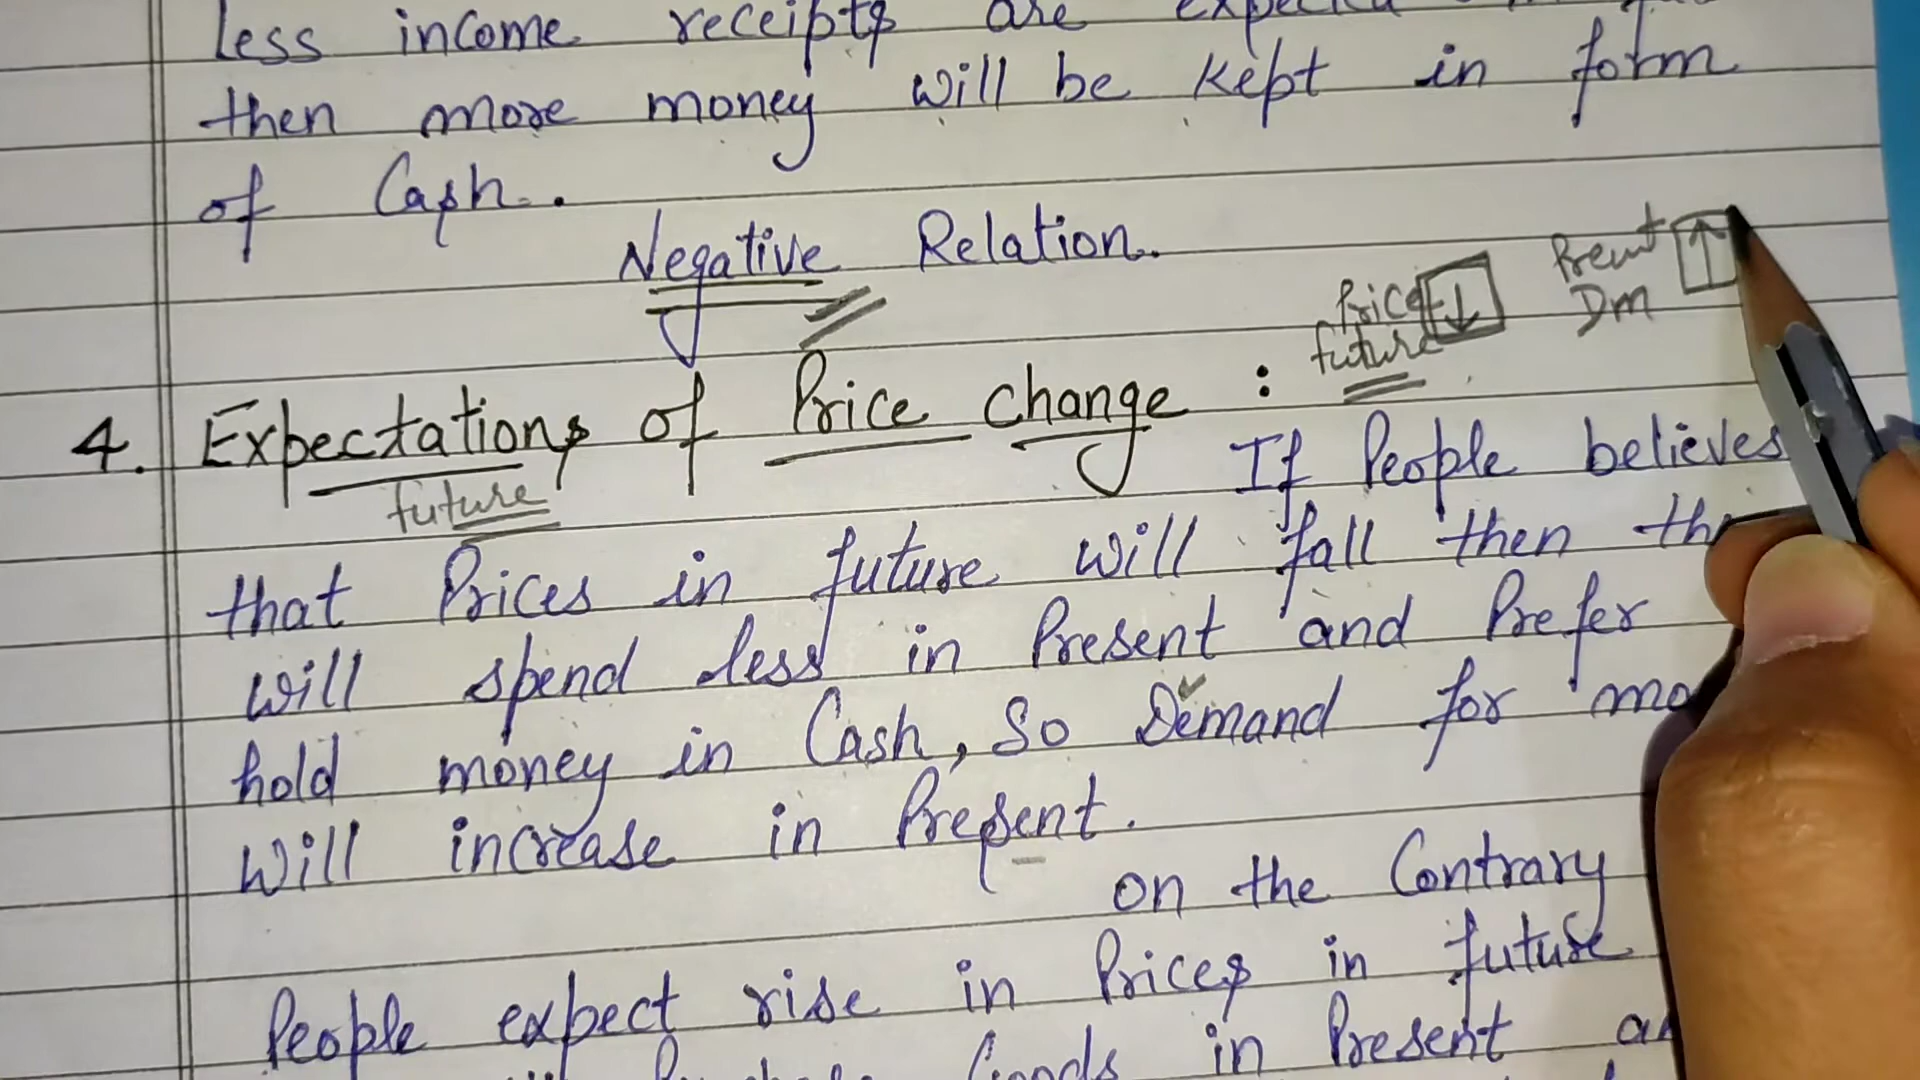 less income receipts are
then more money will be kept in form
of Cash.
Negative Relation.
Price ↓ Present ↑
future Dm
4. Expectations of Price change :
future
If People believes
that Prices in future will fall then
will spend less in Present and Prefer
hold money in Cash, So Demand for
will increase in Present.
on the Contrary
People expect rise in Prices in future
Goods in Present